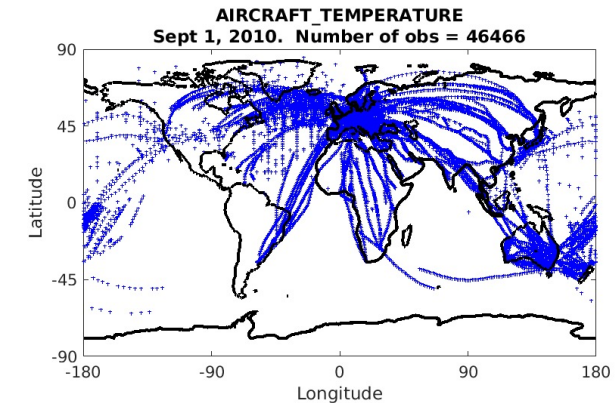 AIRCRAFT_TEMPERATURE
Sept 1, 2010.  Number of obs = 46466
90
45
0
-45
-90
Latitude
-180
-90
0
90
180
Longitude